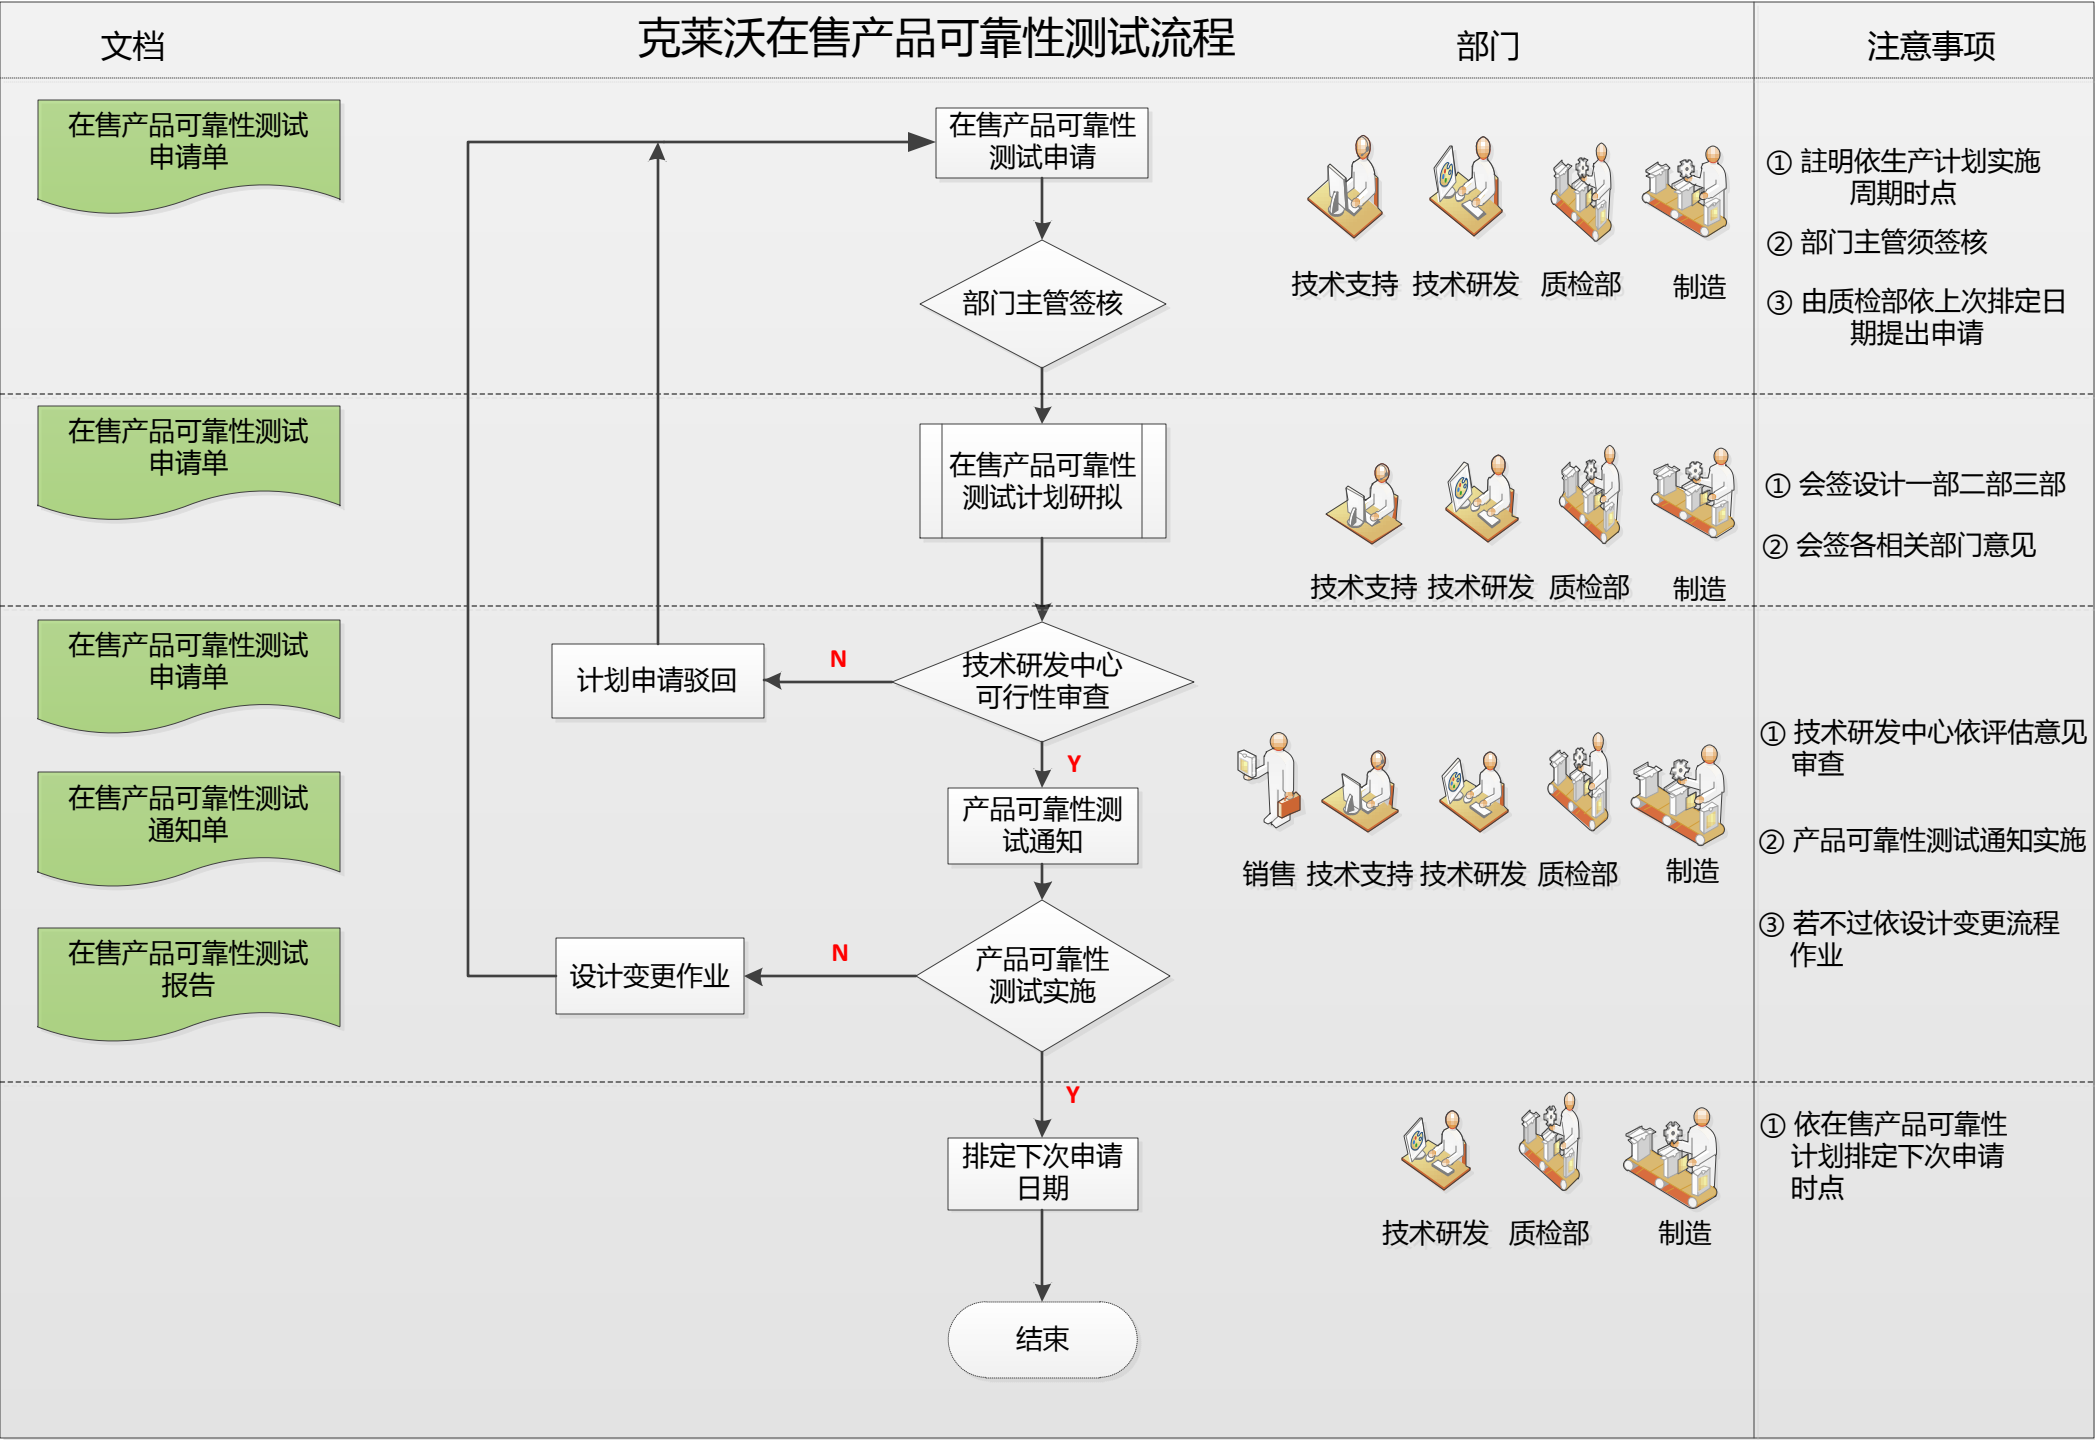 文档
克莱沃在售产品可靠性测试流程
部门
注意事项
在售产品可靠性测试
申请单
在售产品可靠性
测试申请
部门主管签核
技术支持
技术研发
质检部
制造
① 註明依生产计划实施
周期时点
② 部门主管须签核
③ 由质检部依上次排定日
期提出申请
在售产品可靠性测试
申请单
在售产品可靠性
测试计划研拟
技术支持
技术研发
质检部
制造
① 会签设计一部二部三部
② 会签各相关部门意见
在售产品可靠性测试
申请单
计划申请驳回
N
技术研发中心
可行性审查
Y
在售产品可靠性测试
通知单
产品可靠性测
试通知
在售产品可靠性测试
报告
设计变更作业
N
产品可靠性
测试实施
销售
技术支持
技术研发
质检部
制造
① 技术研发中心依评估意见
审查
② 产品可靠性测试通知实施
③ 若不过依设计变更流程
作业
Y
排定下次申请
日期
技术研发
质检部
制造
① 依在售产品可靠性
计划排定下次申请
时点
结束